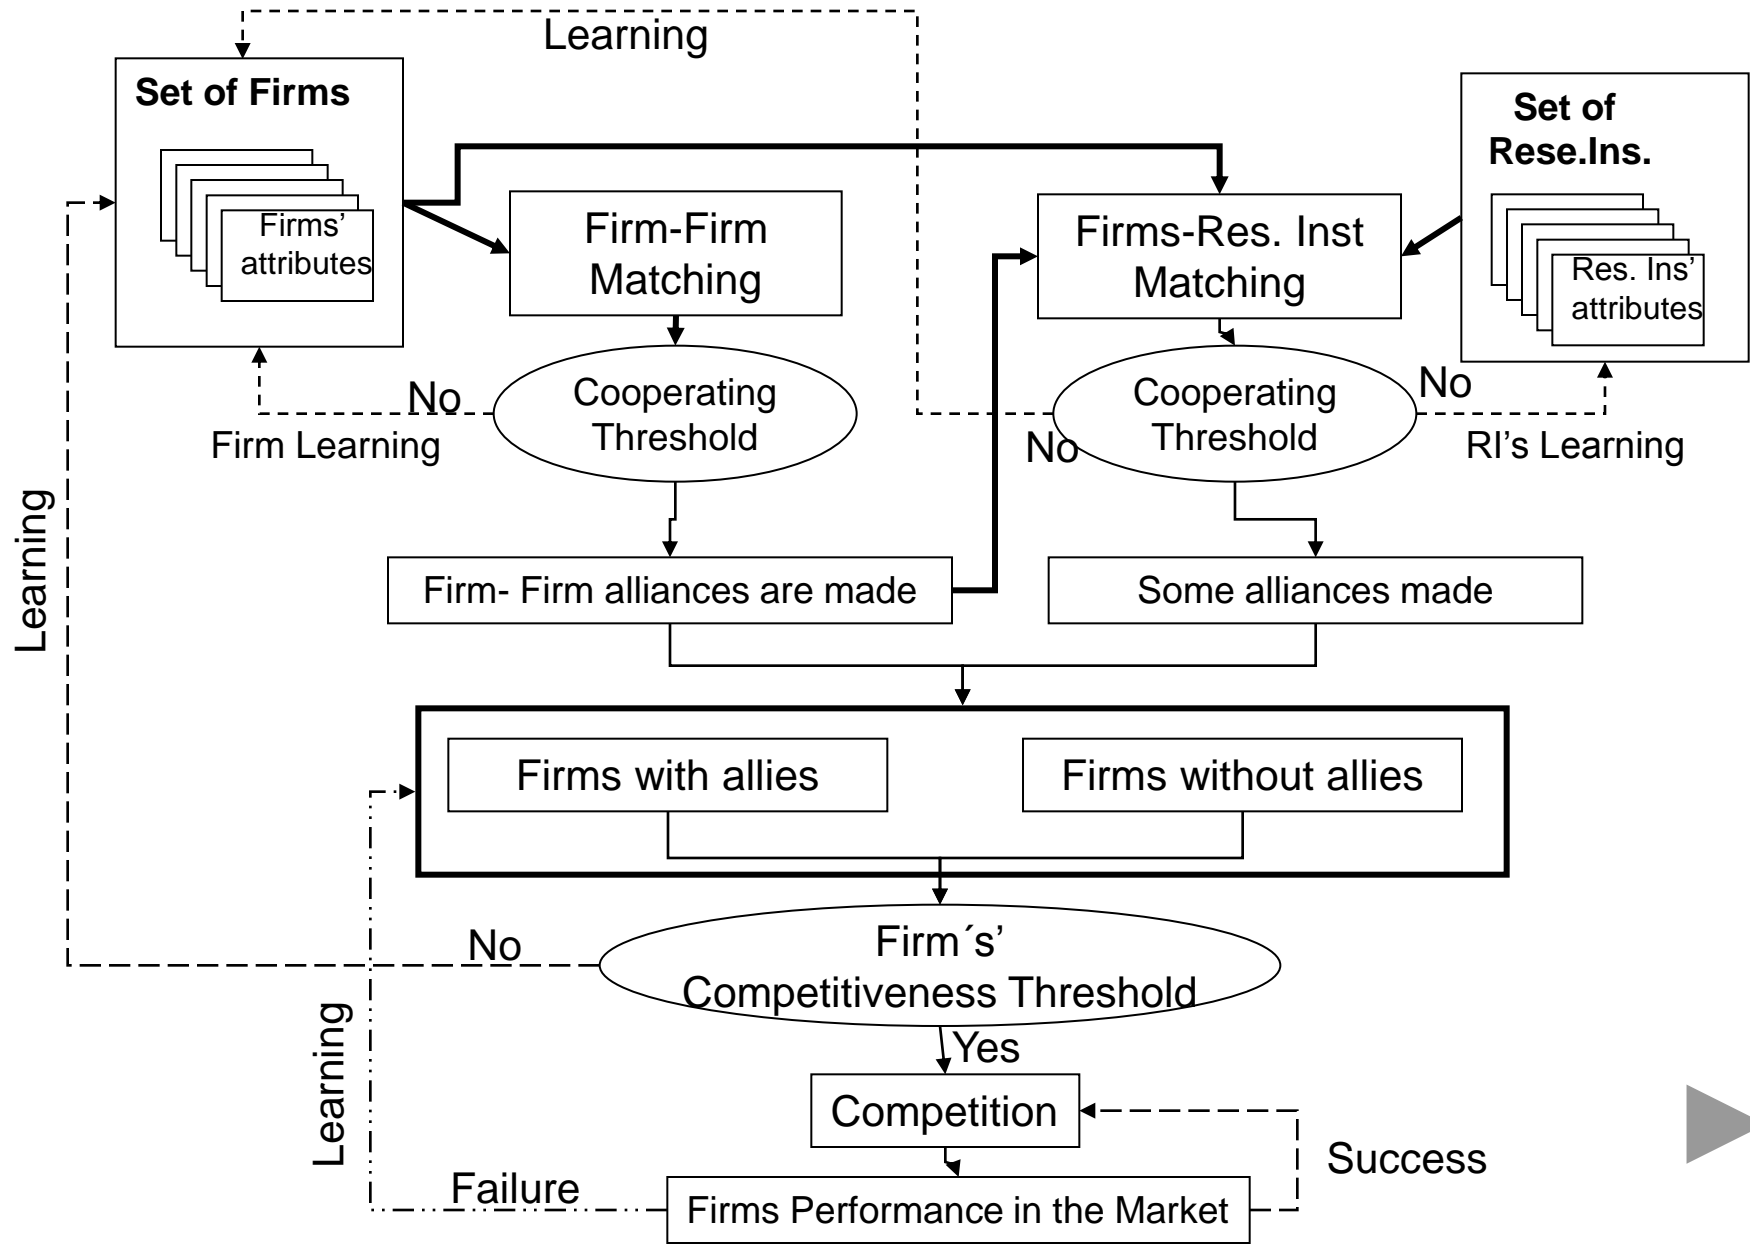 Learning
Set of Firms
Firms’
attributes
Set of
Rese.Ins.
Res. Ins’
attributes
Firm-Firm
Matching
Firms-Res. Inst
Matching
No
Cooperating
Threshold
Firm Learning
No
Cooperating
Threshold
No
RI’s Learning
Learning
Firm- Firm alliances are made
Some alliances made
Firms with allies
Firms without allies
No
Firm´s’
Competitiveness Threshold
Learning
Yes
Competition
Success
Failure
Firms Performance in the Market